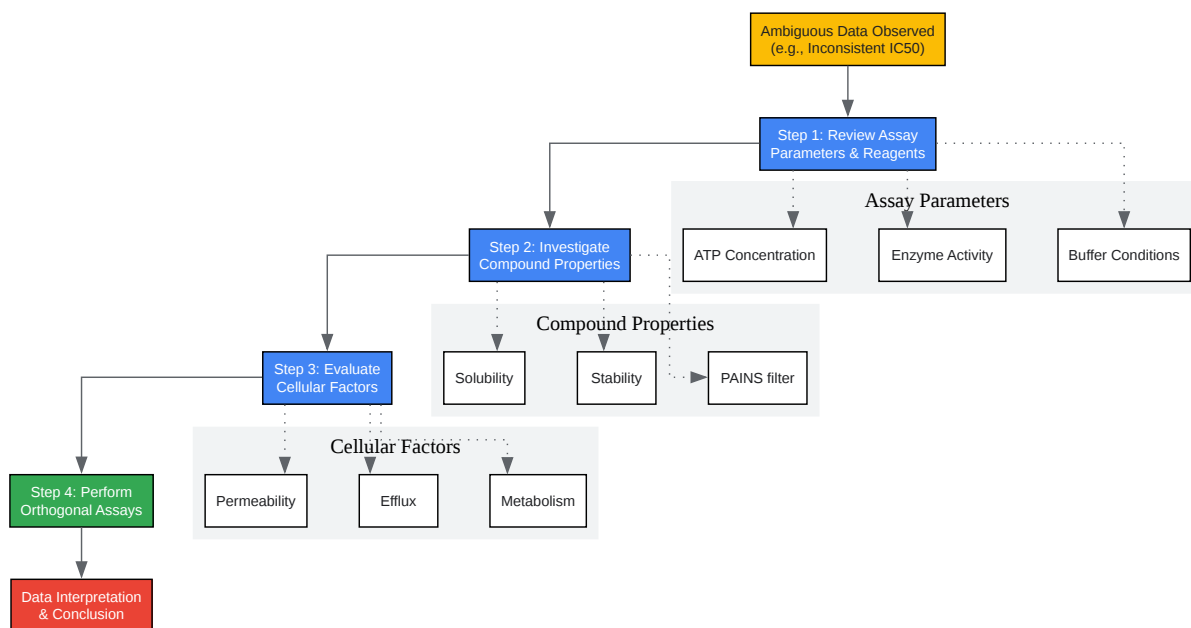 Ambiguous Data Observed
(e.g., Inconsistent IC50)
Step 1: Review Assay
Parameters & Reagents
Assay Parameters
ATP Concentration
Enzyme Activity
Buffer Conditions
Step 2: Investigate
Compound Properties
Compound Properties
Solubility
Stability
PAINS filter
Step 3: Evaluate
Cellular Factors
Cellular Factors
Permeability
Efflux
Metabolism
Step 4: Perform
Orthogonal Assays
Data Interpretation
& Conclusion